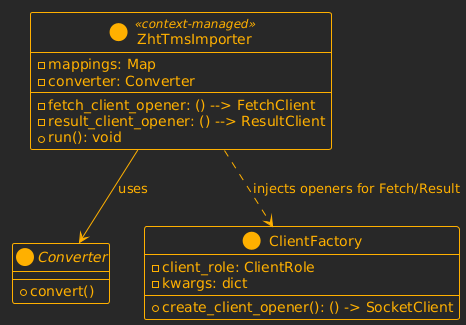 «context-managed»
ZhtTmsImporter
mappings: Map
converter: Converter
fetch_client_opener: () --> FetchClient
result_client_opener: () --> ResultClient
run(): void
uses
injects openers for Fetch/Result
Converter
convert()
ClientFactory
client_role: ClientRole
kwargs: dict
create_client_opener(): () -> SocketClient